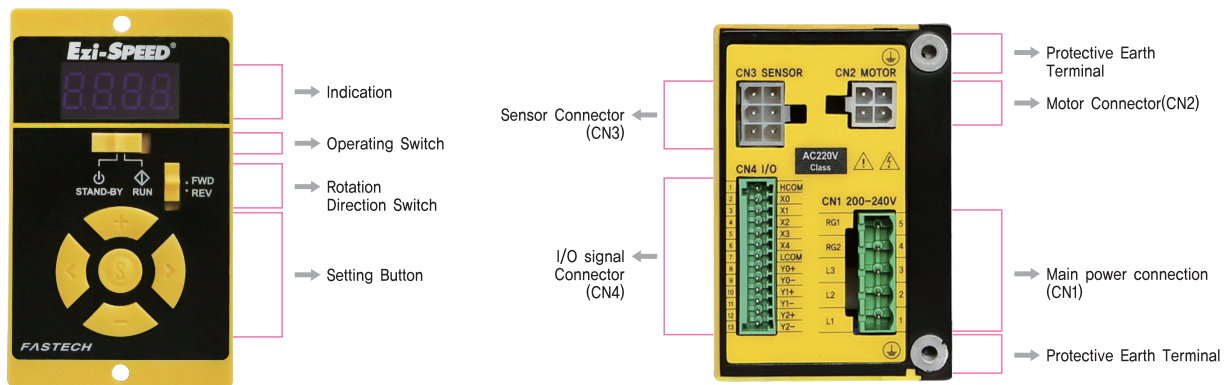 Ezi-SPEED®
8.8.8.8.
STAND-BY RUN
FWD
REV
+
< S >
−
FASTECH
Indication
Operating Switch
Rotation
Direction Switch
Setting Button
Sensor Connector
(CN3)
I/O signal
Connector
(CN4)
CN3 SENSOR
CN2 MOTOR
AC220V
Class
CN4 I/O
1 HCOM
2 X0
3 X1
4 X2
5 X3
6 X4
7 LCOM
8 Y0+
9 Y0-
10 Y1+
11 Y1-
12 Y2+
13 Y2-
CN1 200-240V
RG1 5
RG2 4
L3 3
L2 2
L1 1
Protective Earth
Terminal
Motor Connector(CN2)
Main power connection
(CN1)
Protective Earth Terminal